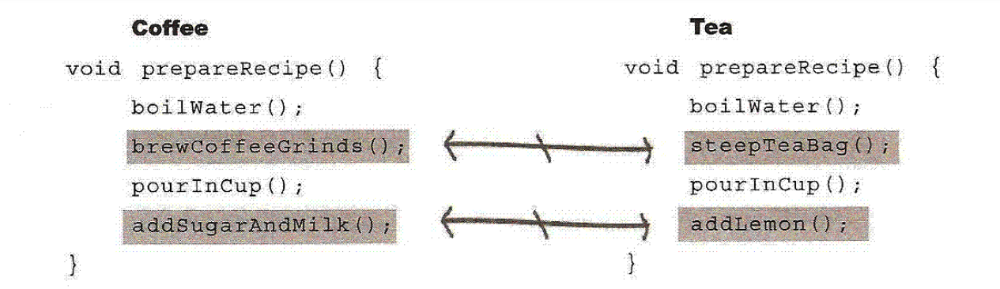 Coffee
void prepareRecipe() {
boilWater();
brewCoffeeGrinds();
pourInCup();
addSugarAndMilk();
}
Tea
void prepareRecipe() {
boilWater();
steepTeaBag();
pourInCup();
addLemon();
}